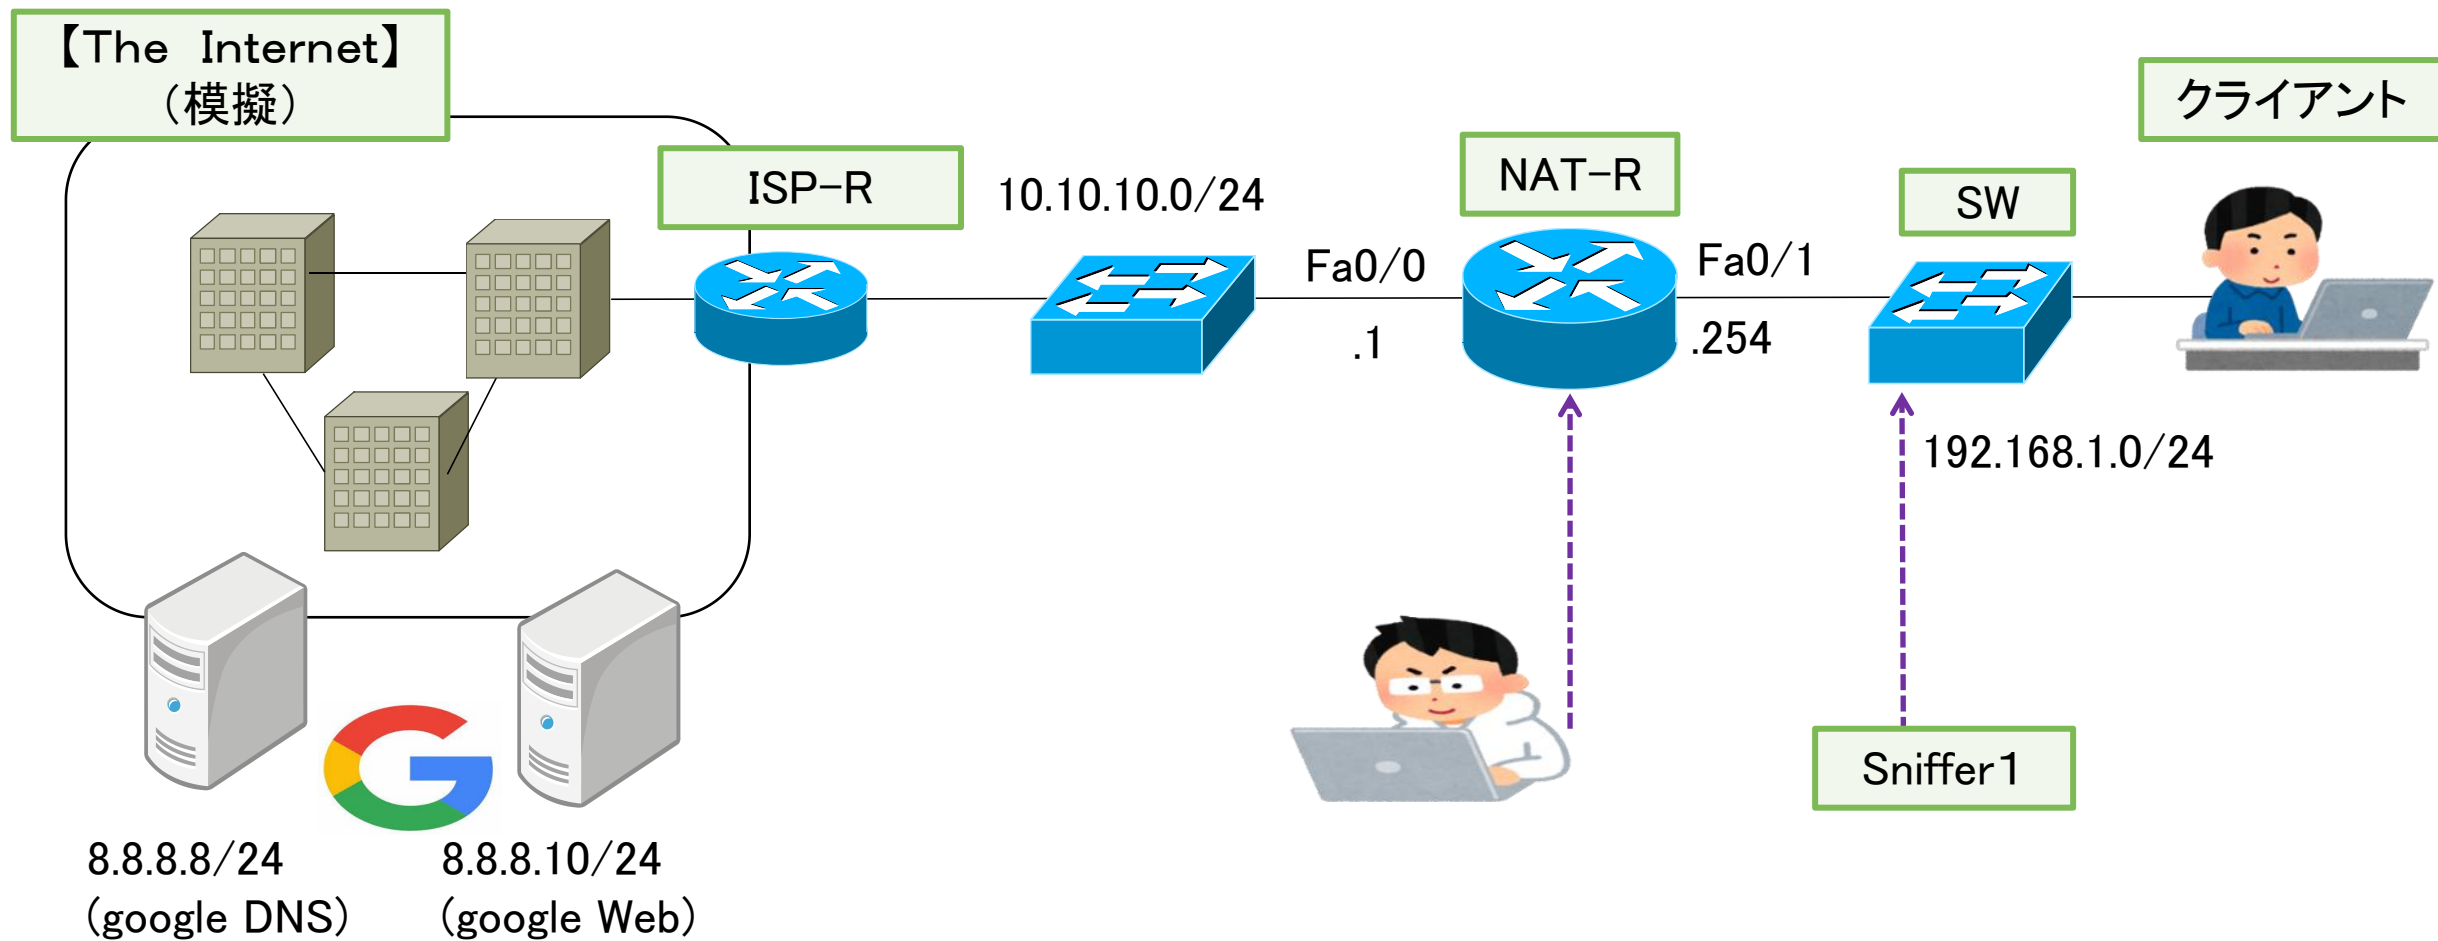 【The　Internet】
（模擬）
クライアント
ISP-R
10.10.10.0/24
NAT-R
SW
Fa0/0
Fa0/1
.1
.254
192.168.1.0/24
Sniffer１
8.8.8.8/24
(google DNS)
8.8.8.10/24
(google Web)